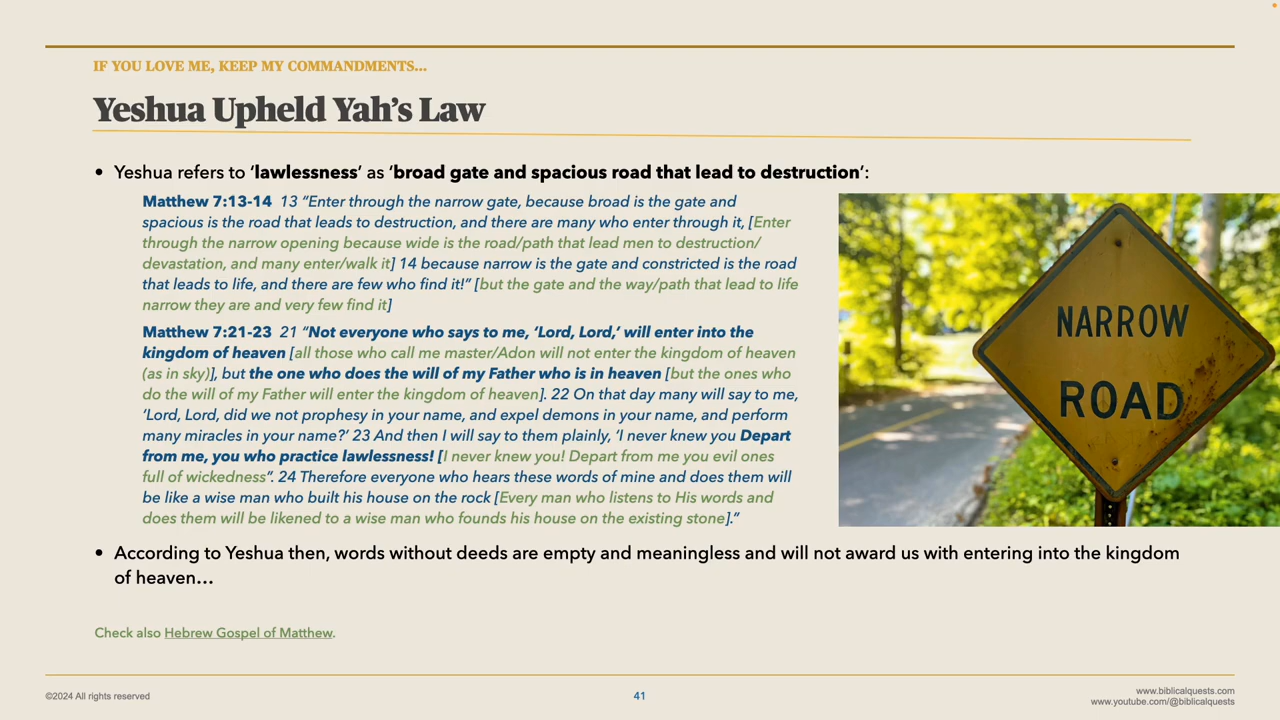 IF YOU LOVE ME, KEEP MY COMMANDMENTS...
Yeshua Upheld Yah's Law
• Yeshua refers to 'lawlessness' as 'broad gate and spacious road that lead to destruction':
Matthew 7:13-14 13 "Enter through the narrow gate, because broad is the gate and
spacious is the road that leads to destruction, and there are many who enter through it, [Enter
through the narrow opening because wide is the road/path that lead men to destruction/
devastation, and many enter/walk it] 14 because narrow is the gate and constricted is the road
that leads to life, and there are few who find it!" [but the gate and the way/path that lead to life
narrow they are and very few find it]
Matthew 7:21-23 21 "Not everyone who says to me, 'Lord, Lord,' will enter into the
kingdom of heaven [all those who call me master/Adon will not enter the kingdom of heaven
(as in sky)], but the one who does the will of my Father who is in heaven [but the ones who
do the will of my Father will enter the kingdom of heaven]. 22 On that day many will say to me,
'Lord, Lord, did we not prophesy in your name, and expel demons in your name, and perform
many miracles in your name?' 23 And then I will say to them plainly, 'I never knew you Depart
from me, you who practice lawlessness! [I never knew you! Depart from me you evil ones
full of wickedness". 24 Therefore everyone who hears these words of mine and does them will
be like a wise man who built his house on the rock [Every man who listens to His words and
does them will be likened to a wise man who founds his house on the existing stone]."
NARROW
ROAD
• According to Yeshua then, words without deeds are empty and meaningless and will not award us with entering into the kingdom
of heaven...
Check also Hebrew Gospel of Matthew.
©2024 All rights reserved
41
www.biblicalquests.com
www.youtube.com/@biblicalquests